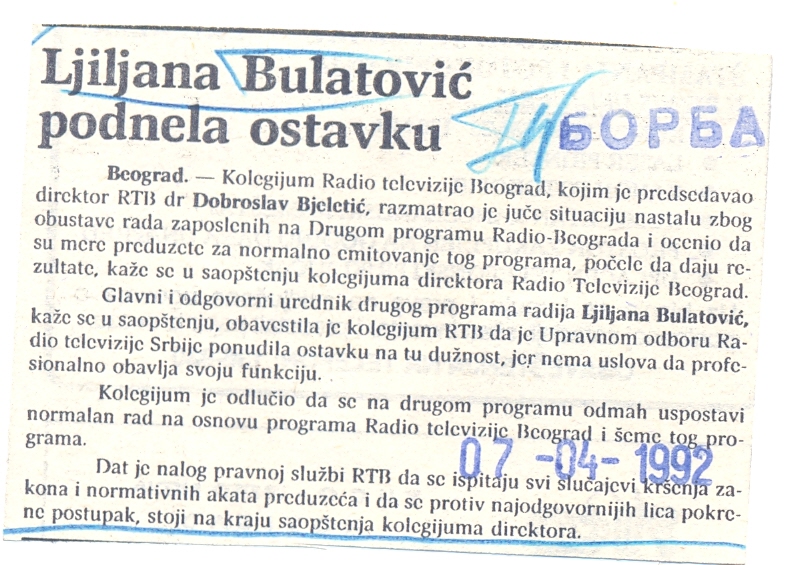 Ljiljana Bulatović
podnela ostavku
БОРБА
Beograd. — Kolegijum Radio televizije Beograd, kojim je predsedavao
direktor RTB dr Dobroslav Bjeletić, razmatrao je juče situaciju nastalu zbog
obustave rada zaposlenih na Drugom programu Radio-Beograda i ocenio da
su mere preduzete za normalno emitovanje tog programa, počele da daju re-
zultate, kaže se u saopštenju kolegijuma direktora Radio Televizije Beograd.
Glavni i odgovorni urednik drugog programa radija Ljiljana Bulatović,
kaže se u saopštenju, obavestila je kolegijum RTB da je Upravnom odboru Ra-
dio televizije Srbije ponudila ostavku na tu dužnost, jer nema uslova da profe-
sionalno obavlja svoju funkciju.
Kolegijum je odlučio da se na drugom programu odmah uspostavi
normalan rad na osnovu programa Radio televizije Beograd i šeme tog pro-
grama.
07 -04- 1992
Dat je nalog pravnoj službi RTB da se ispitaju svi slučajevi kršenja za-
kona i normativnih akata preduzeća i da se protiv najodgovornijih lica pokre-
ne postupak, stoji na kraju saopštenja kolegijuma direktora.